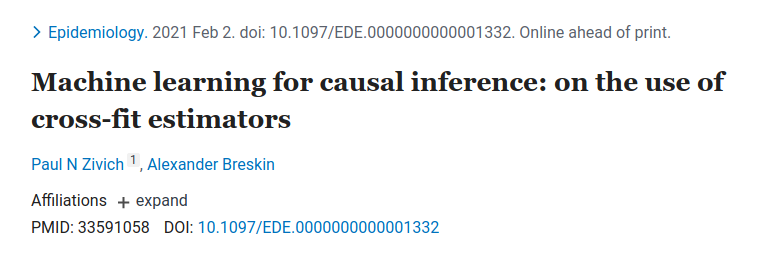 Epidemiology. 2021 Feb 2. doi: 10.1097/EDE.0000000000001332. Online ahead of print.
Machine learning for causal inference: on the use of
cross-fit estimators
Paul N Zivich 1, Alexander Breskin
Affiliations + expand
PMID: 33591058 DOI: 10.1097/EDE.0000000000001332